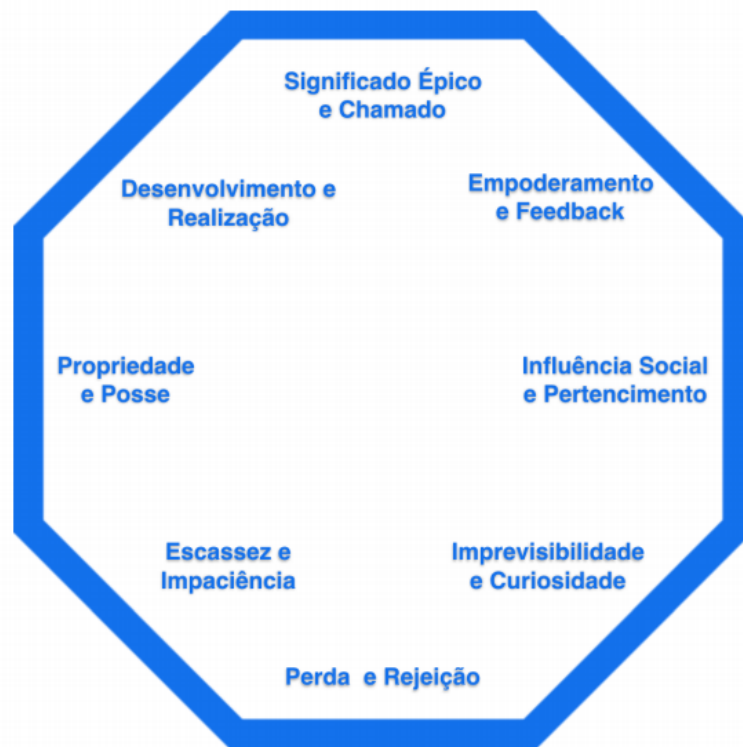 Significado Épico
e Chamado
Desenvolvimento e
Realização
Empoderamento
e Feedback
Propriedade
e Posse
Influência Social
e Pertencimento
Escassez e
Impaciência
Imprevisibilidade
e Curiosidade
Perda e Rejeição